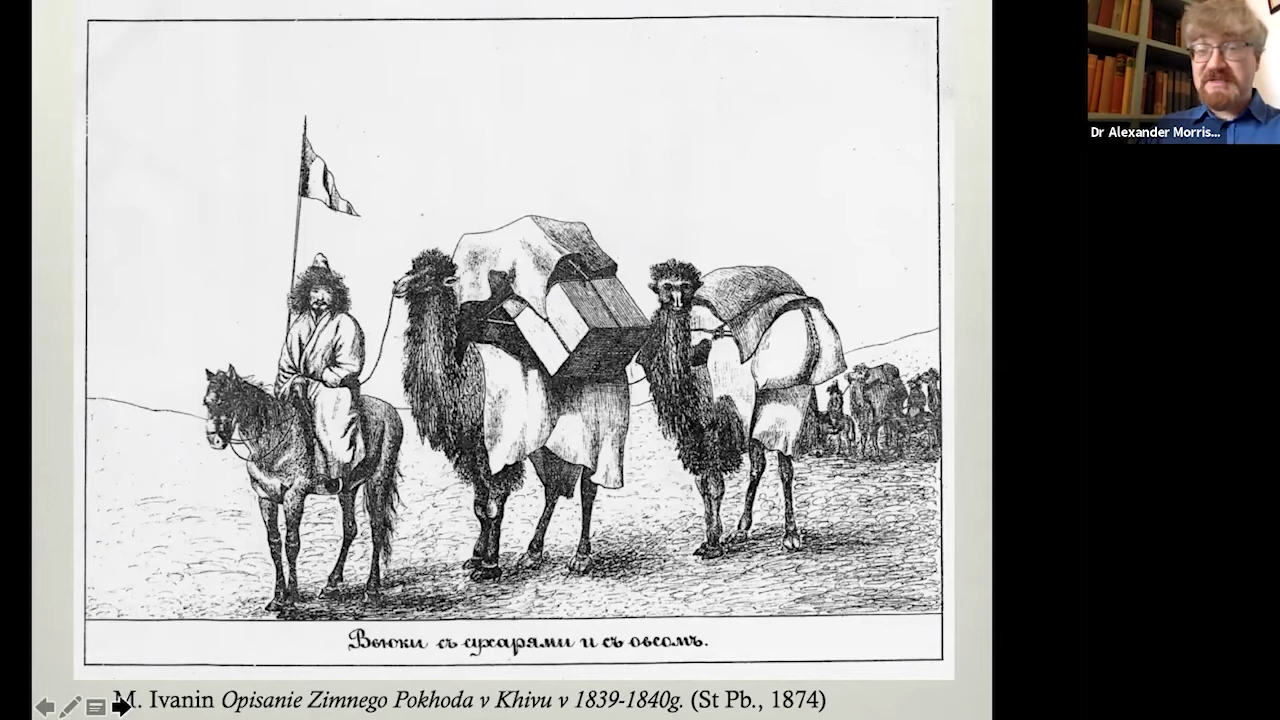 Dr Alexander Morris...
Вьюки съ сухарями и съ овсомъ.
M. Ivanin Opisanie Zimnego Pokhoda v Khivu v 1839-1840g. (St Pb., 1874)